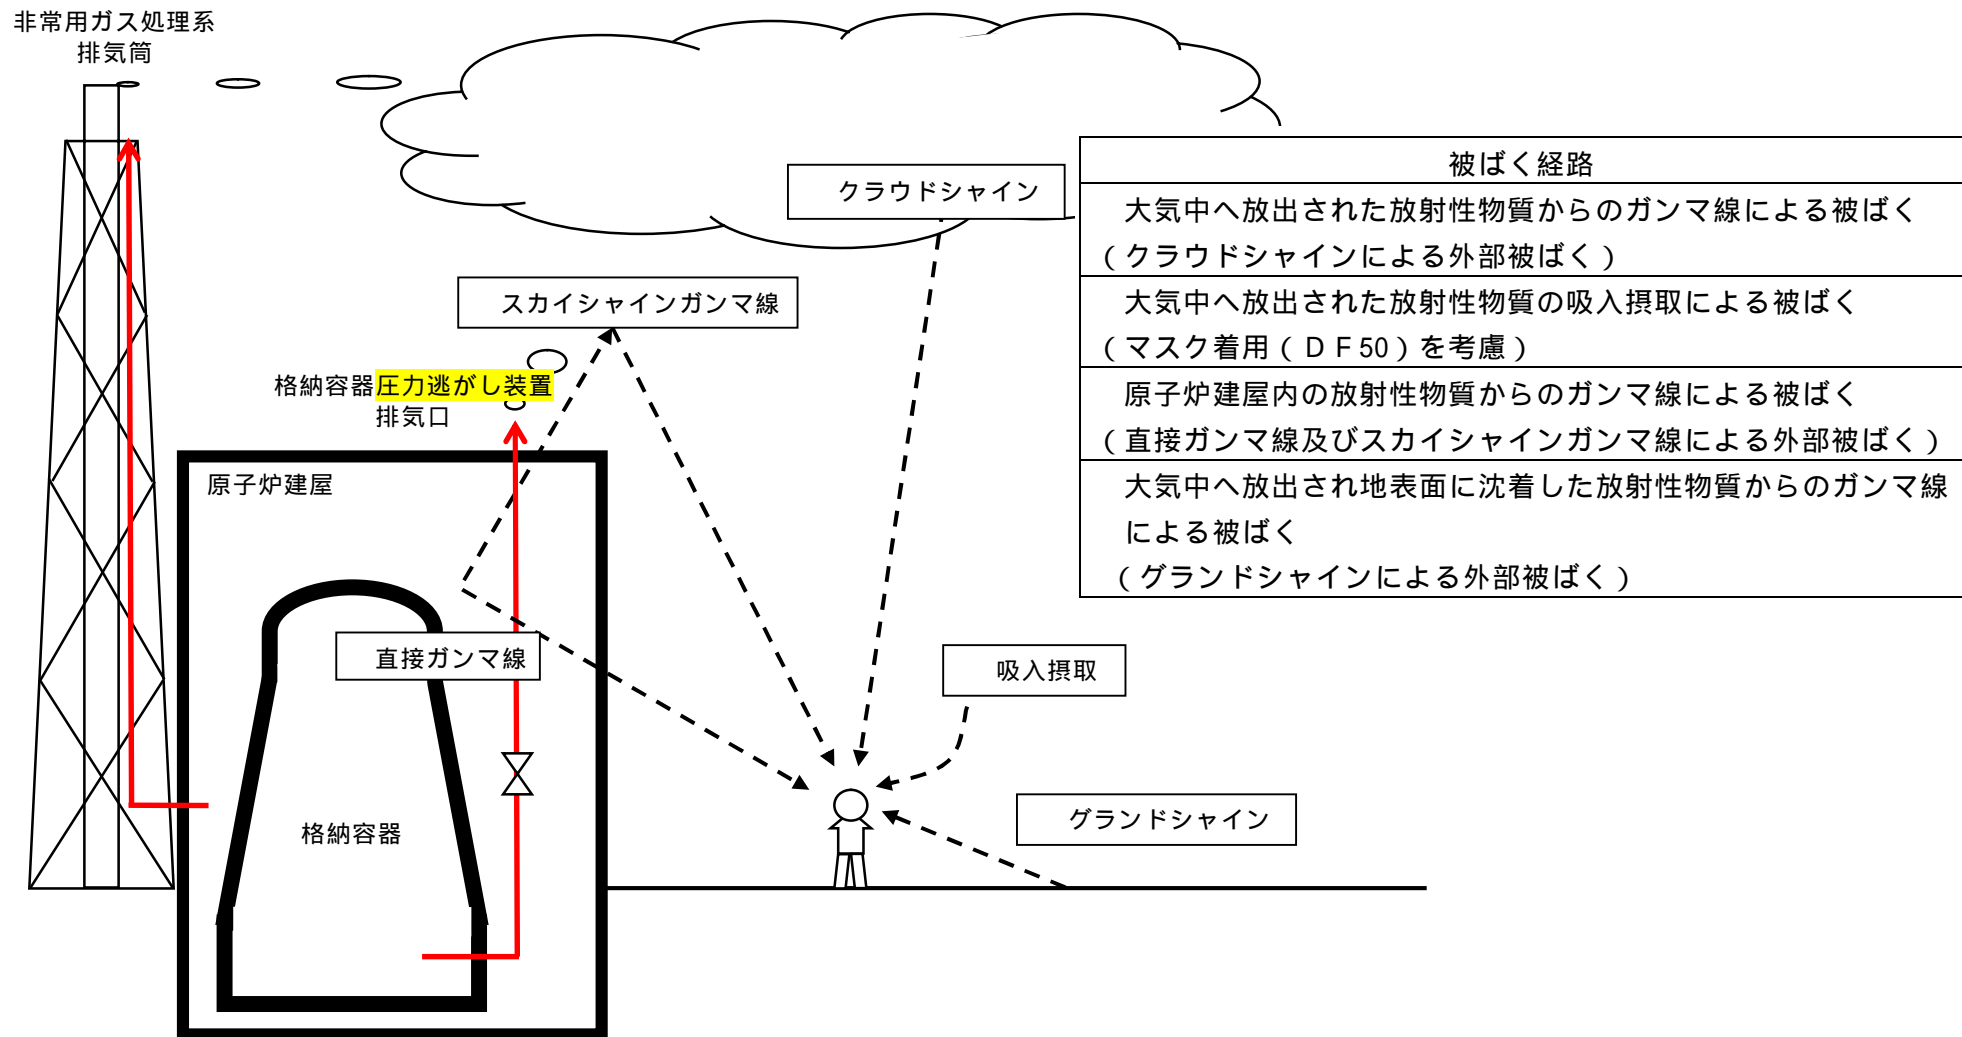 非常用ガス処理系
排気筒
クラウドシャイン
スカイシャインガンマ線
格納容器圧力逃がし装置
排気口
原子炉建屋
直接ガンマ線
格納容器
吸入摂取
グランドシャイン
被ばく経路
大気中へ放出された放射性物質からのガンマ線による被ばく
(クラウドシャインによる外部被ばく)
大気中へ放出された放射性物質の吸入摂取による被ばく
(マスク着用(DF50)を考慮)
原子炉建屋内の放射性物質からのガンマ線による被ばく
(直接ガンマ線及びスカイシャインガンマ線による外部被ばく)
大気中へ放出され地表面に沈着した放射性物質からのガンマ線
による被ばく
(グランドシャインによる外部被ばく)